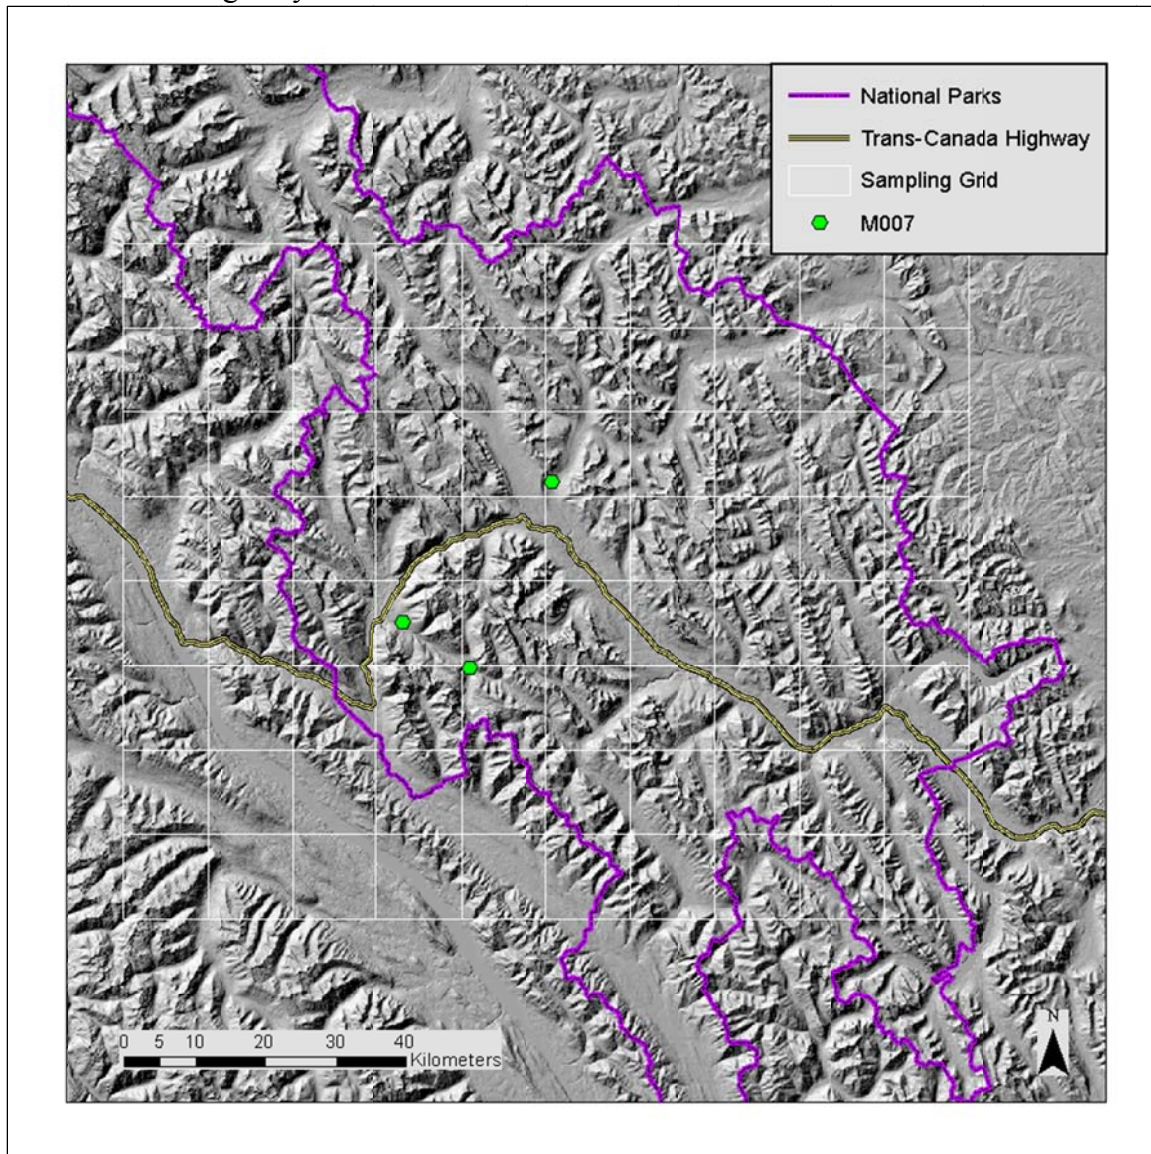 National Parks
Trans-Canada Highway
Sampling Grid
M007
N
0 5 10 20 30 40
Kilometers